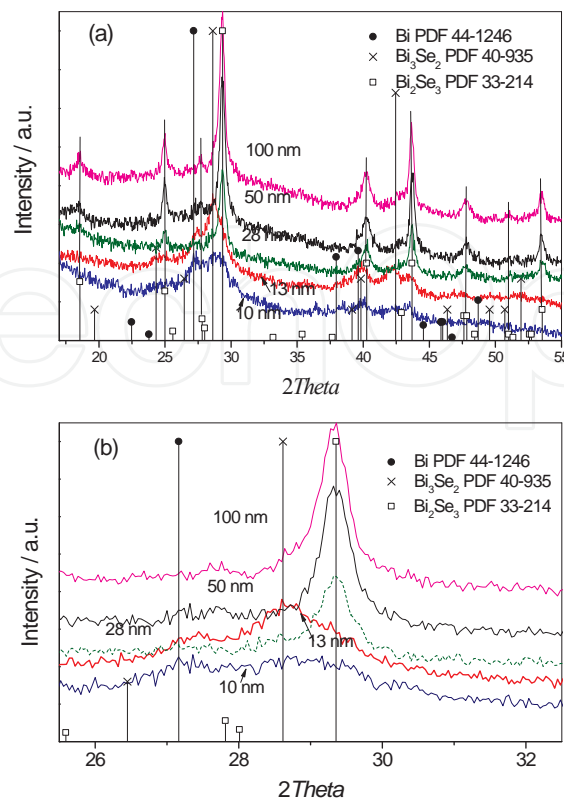 (a)
● Bi PDF 44-1246
× Bi₃Se₂ PDF 40-935
□ Bi₂Se₃ PDF 33-214
Intensity / a.u.
100 nm
50 nm
28 nm
13 nm
10 nm
20 25 30 35 40 45 50 55
2Theta
(b)
● Bi PDF 44-1246
× Bi₃Se₂ PDF 40-935
□ Bi₂Se₃ PDF 33-214
Intensity / a.u.
100 nm
50 nm
28 nm
13 nm
10 nm
26 28 30 32
2Theta